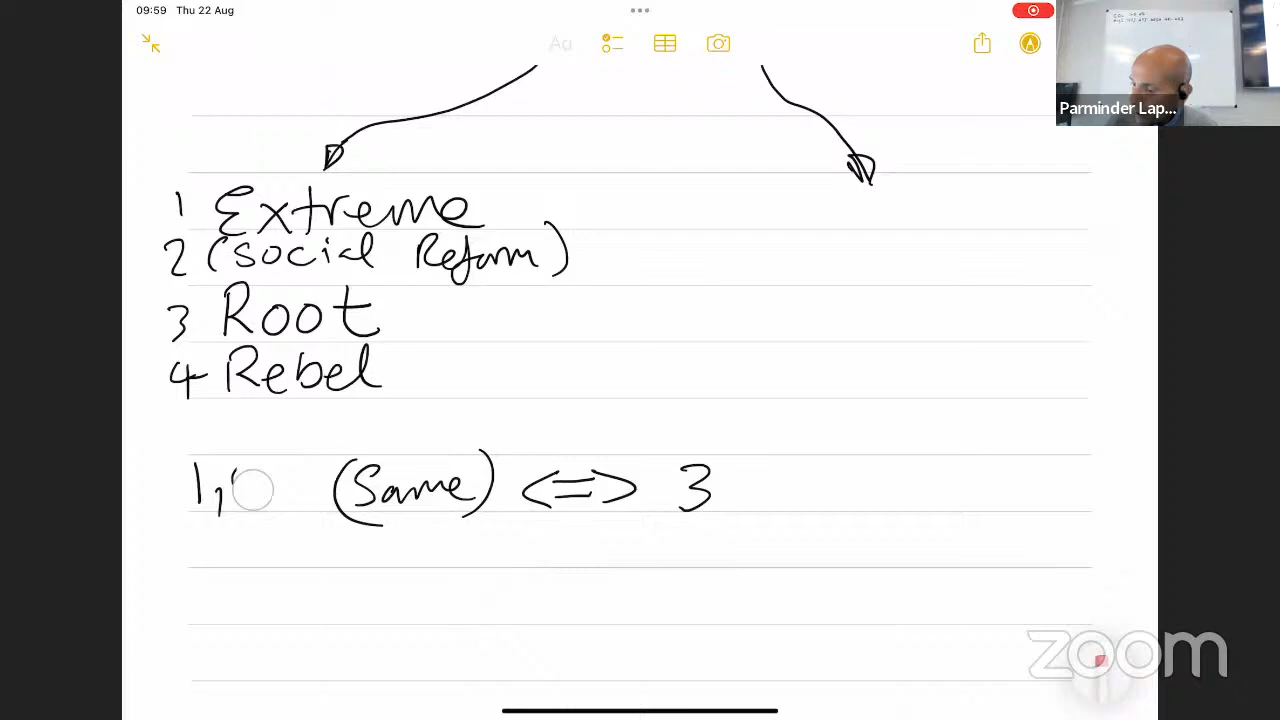 09:59 Thu 22 Aug
Aa
Parminder Lap...
1 Extreme
2 (Social Reform)
3 Root
4 Rebel
1, (Same) <=> 3
zoom